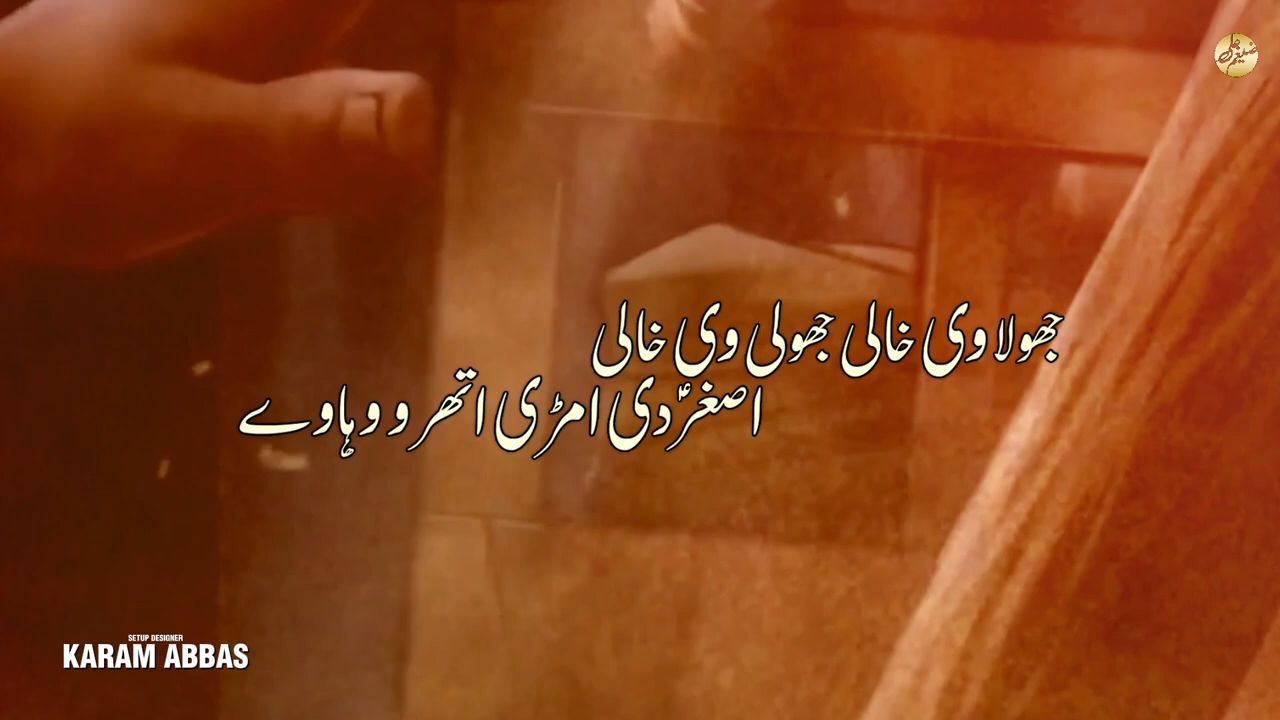 جھولا وی خالی جھولی وی خالی
اصغرؑ دی امڑی اتھرو وہاوے
SETUP DESIGNER
KARAM ABBAS